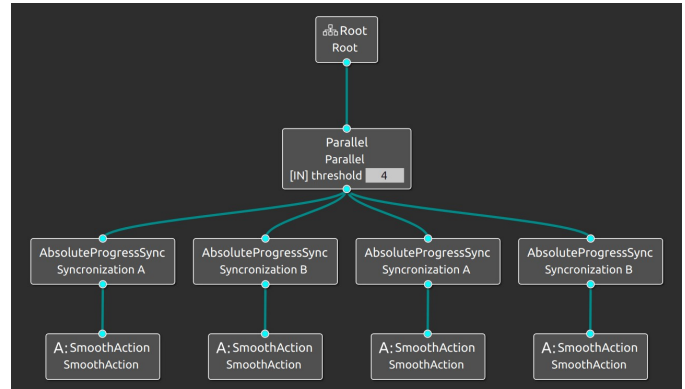 Root
Root
Parallel
Parallel
[IN] threshold 4
AbsoluteProgressSync AbsoluteProgressSync AbsoluteProgressSync AbsoluteProgressSync
Syncronization A Syncronization B Syncronization A Syncronization B
A: SmoothAction A: SmoothAction A: SmoothAction A: SmoothAction
SmoothAction SmoothAction SmoothAction SmoothAction